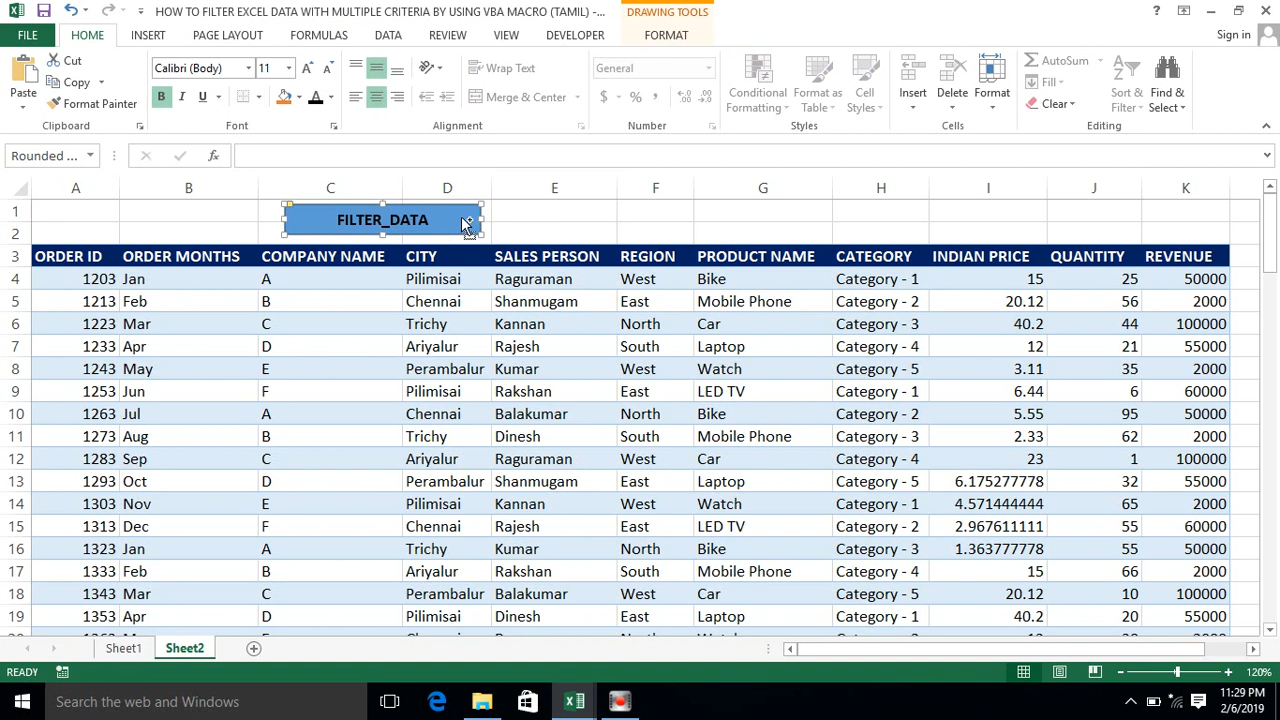 HOW TO FILTER EXCEL DATA WITH MULTIPLE CRITERIA BY USING VBA MACRO (TAMIL) -...
DRAWING TOOLS
?
FILE HOME INSERT PAGE LAYOUT FORMULAS DATA REVIEW VIEW DEVELOPER FORMAT Sign in
Paste
Cut
Copy
Format Painter
Clipboard
Calibri (Body) 11
B I U A
Font
Wrap Text
Merge & Center
Alignment
General
$ % ,
Number
Conditional Formatting
Format as Table
Cell Styles
Styles
Insert Delete Format
Cells
AutoSum
Fill
Clear
Sort & Filter
Find & Select
Editing
Rounded ... fx
A B C D E F G H I J K
1
FILTER_DATA
2
3 ORDER ID ORDER MONTHS COMPANY NAME CITY SALES PERSON REGION PRODUCT NAME CATEGORY INDIAN PRICE QUANTITY REVENUE
4 1203 Jan A Pilimisai Raguraman West Bike Category - 1 15 25 50000
5 1213 Feb B Chennai Shanmugam East Mobile Phone Category - 2 20.12 56 2000
6 1223 Mar C Trichy Kannan North Car Category - 3 40.2 44 100000
7 1233 Apr D Ariyalur Rajesh South Laptop Category - 4 12 21 55000
8 1243 May E Perambalur Kumar West Watch Category - 5 3.11 35 2000
9 1253 Jun F Pilimisai Rakshan East LED TV Category - 1 6.44 6 60000
10 1263 Jul A Chennai Balakumar North Bike Category - 2 5.55 95 50000
11 1273 Aug B Trichy Dinesh South Mobile Phone Category - 3 2.33 62 2000
12 1283 Sep C Ariyalur Raguraman West Car Category - 4 23 1 100000
13 1293 Oct D Perambalur Shanmugam East Laptop Category - 5 6.175277778 32 55000
14 1303 Nov E Pilimisai Kannan West Watch Category - 1 4.571444444 65 2000
15 1313 Dec F Chennai Rajesh East LED TV Category - 2 2.967611111 55 60000
16 1323 Jan A Trichy Kumar North Bike Category - 3 1.363777778 55 50000
17 1333 Feb B Ariyalur Rakshan South Mobile Phone Category - 4 15 66 2000
18 1343 Mar C Perambalur Balakumar West Car Category - 5 20.12 10 100000
19 1353 Apr D Pilimisai Dinesh East Laptop Category - 1 40.2 20 55000
Sheet1 Sheet2
READY 120%
Search the web and Windows
11:29 PM
2/6/2019